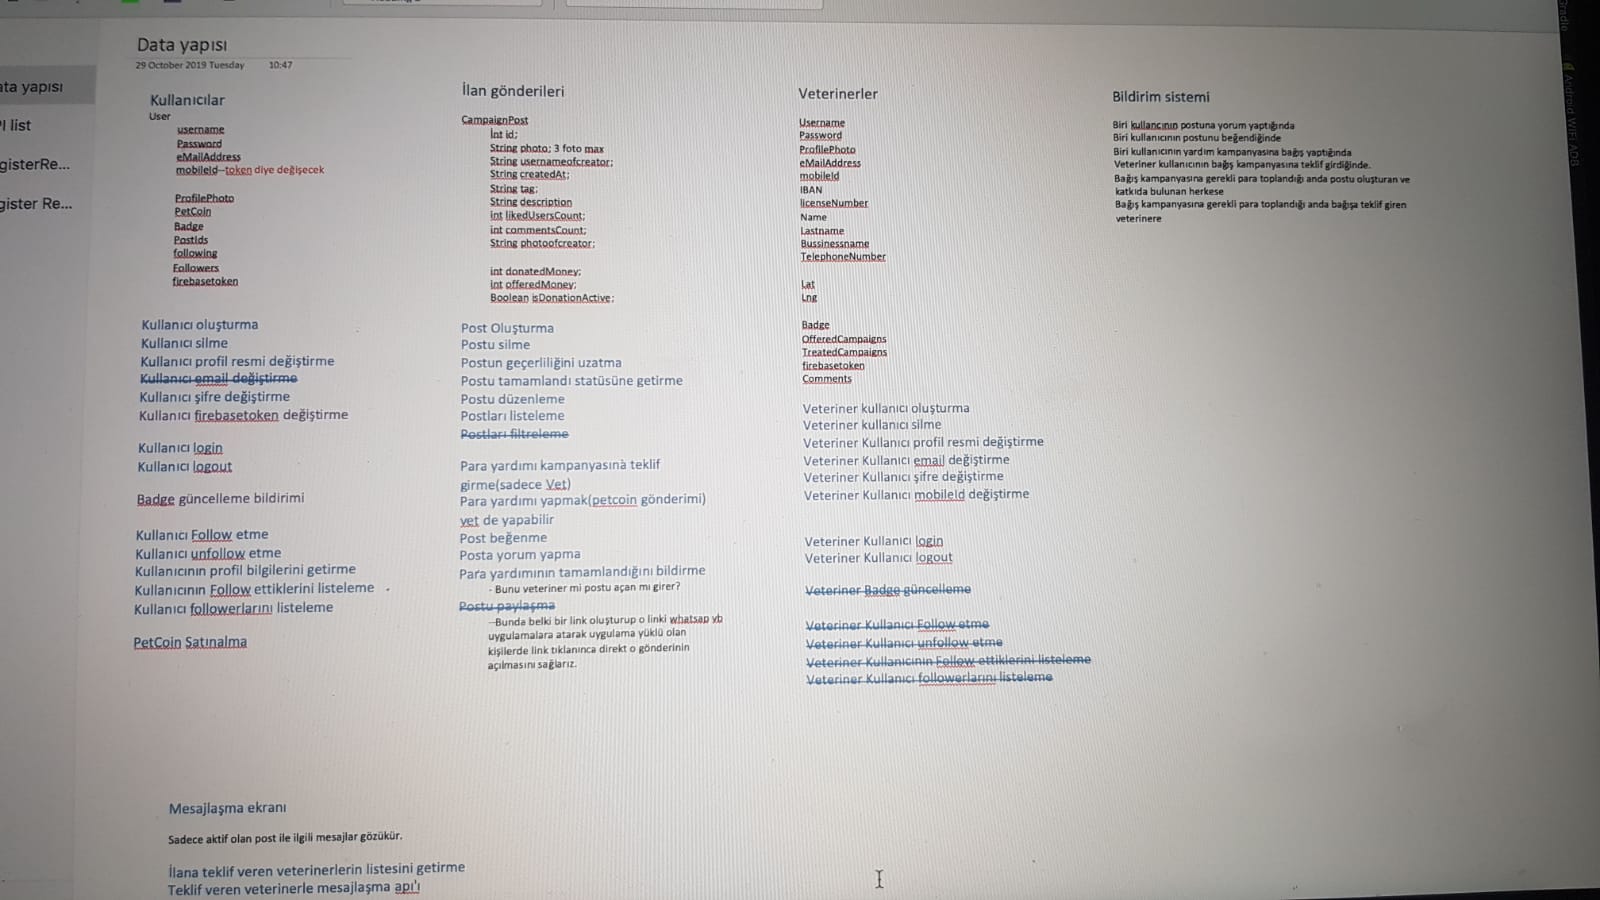 Data yapısı
29 October 2019 Tuesday 10:47
ata yapısı
I list
gisterRe...
gister Re...
Kullanıcılar
User
username
Password
eMailAddress
mobileId--token diye değişecek
ProfilePhoto
PetCoin
Badge
PostIds
following
Followers
firebasetoken
Kullanıcı oluşturma
Kullanıcı silme
Kullanıcı profil resmi değiştirme
Kullanıcı email değiştirme
Kullanıcı şifre değiştirme
Kullanıcı firebasetoken değiştirme
Kullanıcı login
Kullanıcı logout
Badge güncelleme bildirimi
Kullanıcı Follow etme
Kullanıcı unfollow etme
Kullanıcının profil bilgilerini getirme
Kullanıcının Follow ettiklerini listeleme
Kullanıcı followerlarını listeleme
PetCoin Satınalma
İlan gönderileri
CampaignPost
İnt id;
String photo; 3 foto max
String usernameofcreator;
String createdAt;
String tag;
String description
int likedUsersCount;
int commentsCount;
String photoofcreator;
int donatedMoney;
int offeredMoney;
Boolean isDonationActive;
Post Oluşturma
Postu silme
Postun geçerliliğini uzatma
Postu tamamlandı statüsüne getirme
Postu düzenleme
Postları listeleme
Postları filtreleme
Para yardımı kampanyasına teklif
girme(sadece Vet)
Para yardımı yapmak(petcoin gönderimi)
vet de yapabilir
Post beğenme
Posta yorum yapma
Para yardımının tamamlandığını bildirme
- Bunu veteriner mi postu açan mı girer?
Postu paylaşma
--Bunda belki bir link oluşturup o linki whatsap vb
uygulamalara atarak uygulama yüklü olan
kişilerde link tıklanınca direkt o gönderinin
açılmasını sağlarız.
Veterinerler
Username
Password
ProfilePhoto
eMailAddress
mobileId
IBAN
licenseNumber
Name
Lastname
Bussinessname
TelephoneNumber
Lat
Lng
Badge
OfferedCampaigns
TreatedCampaigns
firebasetoken
Comments
Veteriner kullanıcı oluşturma
Veteriner kullanıcı silme
Veteriner Kullanıcı profil resmi değiştirme
Veteriner Kullanıcı email değiştirme
Veteriner Kullanıcı şifre değiştirme
Veteriner Kullanıcı mobileId değiştirme
Veteriner Kullanıcı login
Veteriner Kullanıcı logout
Veteriner Badge güncelleme
Veteriner Kullanıcı Follow etme
Veteriner Kullanıcı unfollow etme
Veteriner Kullanıcının Follow ettiklerini listeleme
Veteriner Kullanıcı followerlarını listeleme
Bildirim sistemi
Biri kullancının postuna yorum yaptığında
Biri kullanıcının postunu beğendiğinde
Biri kullanıcının yardım kampanyasına bağış yaptığında
Veteriner kullanıcının bağış kampanyasına teklif girdiğinde.
Bağış kampanyasına gerekli para toplandığı anda postu oluşturan ve
katkıda bulunan herkese
Bağış kampanyasına gerekli para toplandığı anda bağışa teklif giren
veterinere
Mesajlaşma ekranı
Sadece aktif olan post ile ilgili mesajlar gözükür.
İlana teklif veren veterinerlerin listesini getirme
Teklif veren veterinerle mesajlaşma apı'ı
Gradle
Android WiFi ADB